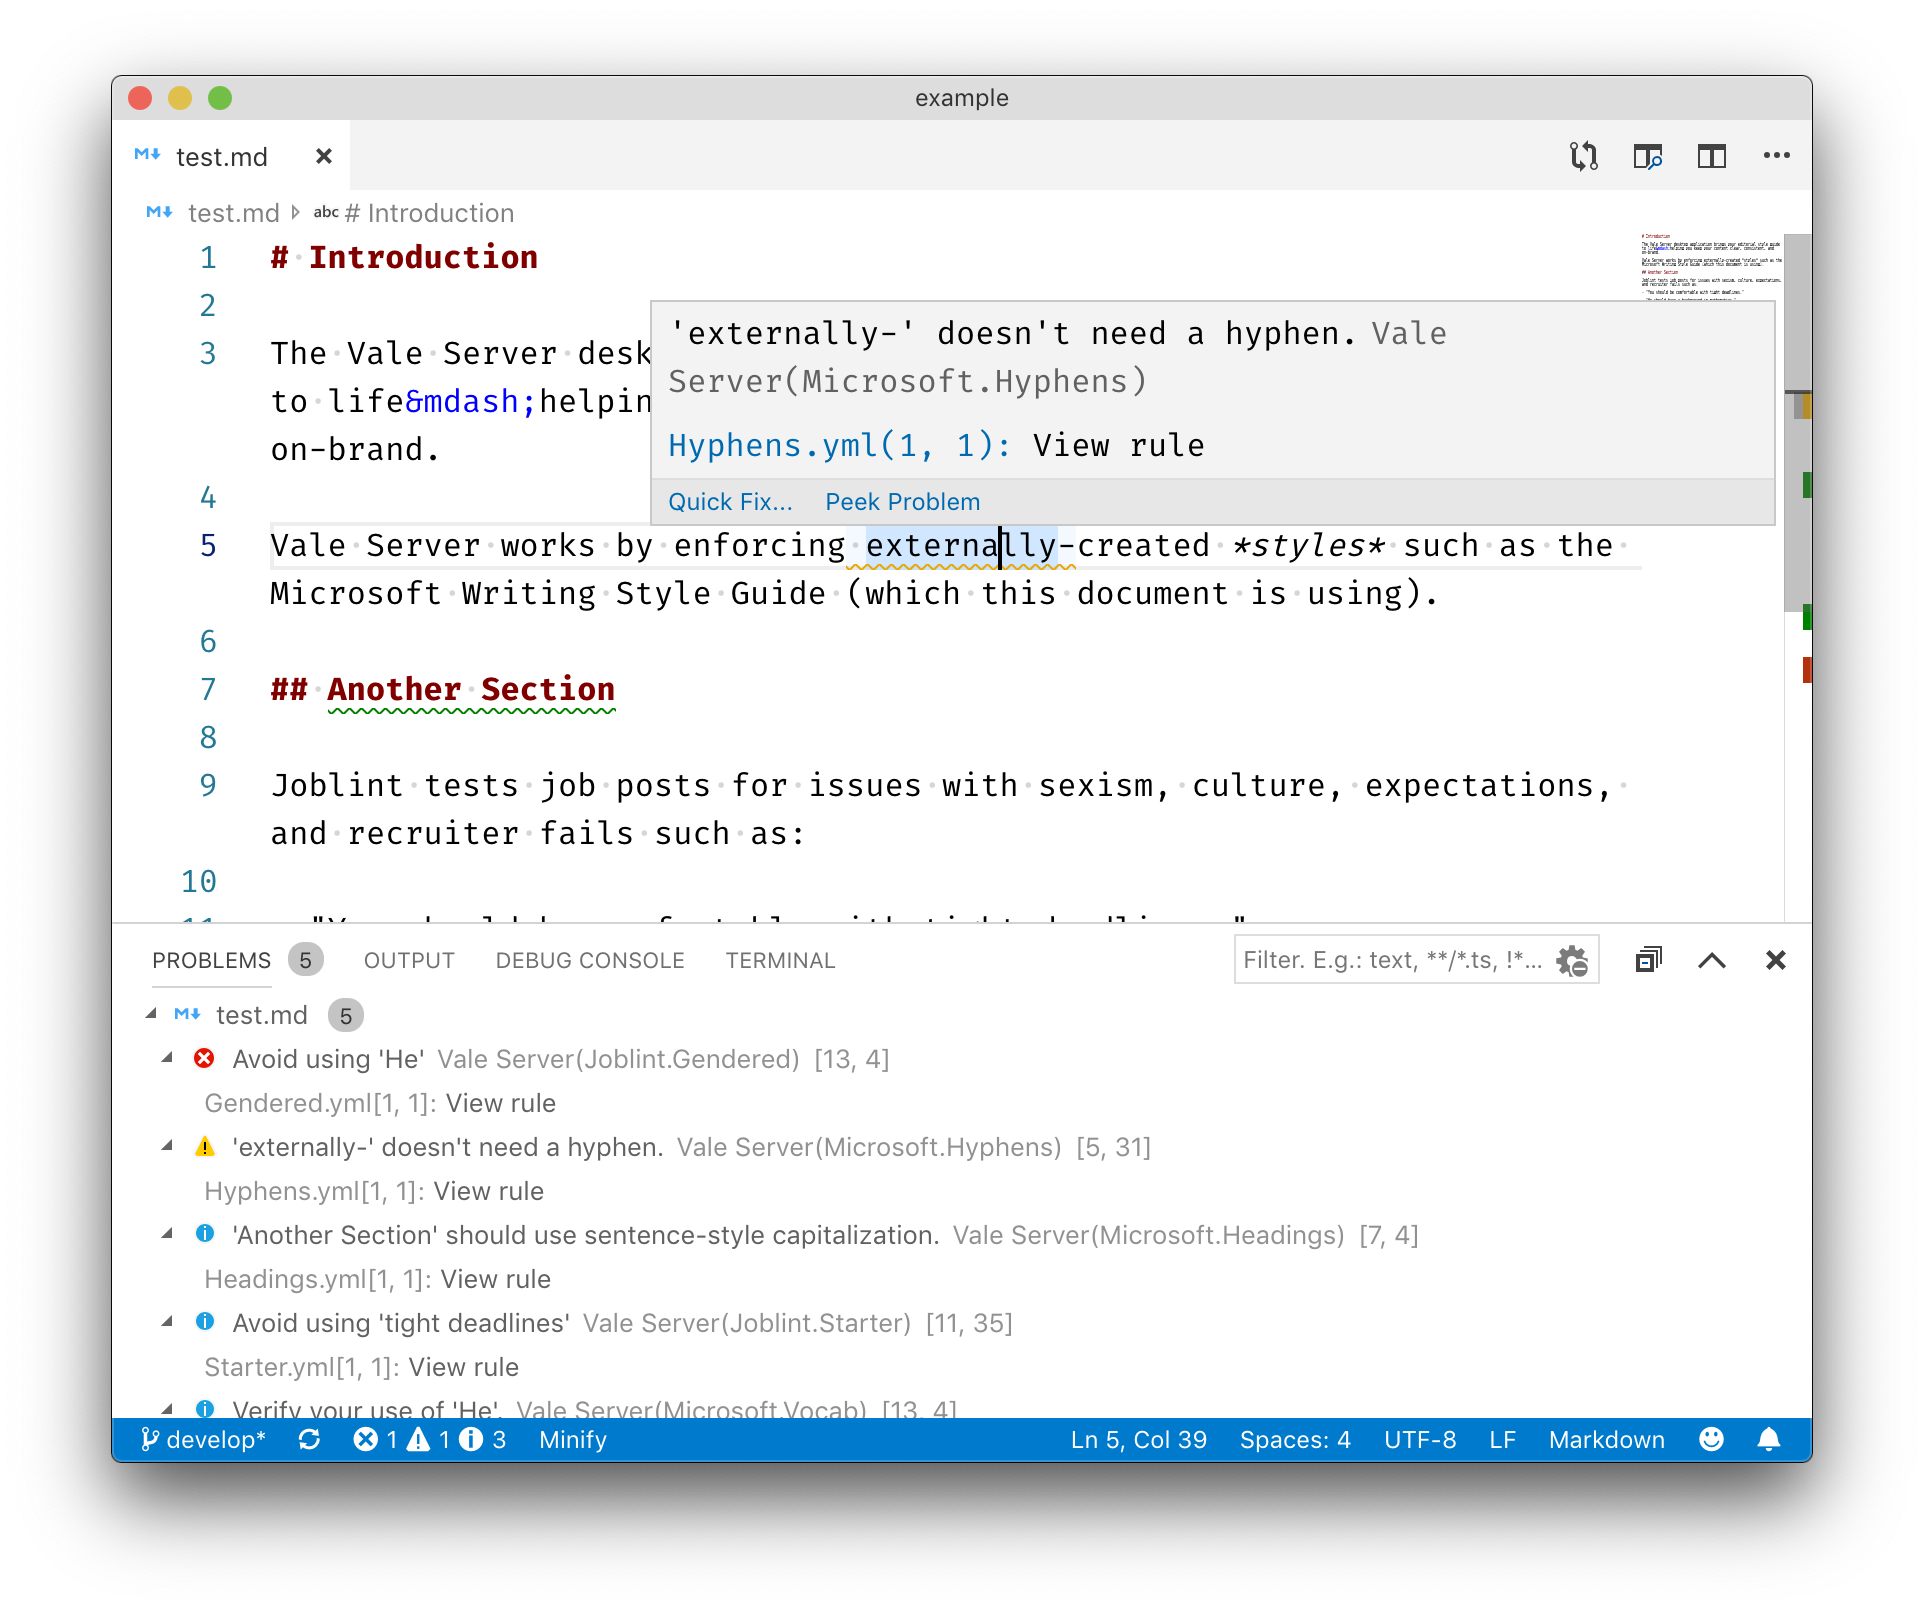 example
test.md
test.md abc # Introduction
1 # Introduction
2
3 The Vale Server desk
to life&mdash;helpin
on-brand.
'externally-' doesn't need a hyphen. Vale
Server(Microsoft.Hyphens)
Hyphens.yml(1, 1): View rule
Quick Fix... Peek Problem
4
5 Vale Server works by enforcing externally-created *styles* such as the
Microsoft Writing Style Guide (which this document is using).
6
7 ## Another Section
8
9 Joblint tests job posts for issues with sexism, culture, expectations,
and recruiter fails such as:
10
11 "You should be comfortable with tight deadlines."
PROBLEMS 5 OUTPUT DEBUG CONSOLE TERMINAL Filter. E.g.: text, **/*.ts, !*...
test.md 5
Avoid using 'He' Vale Server(Joblint.Gendered) [13, 4]
Gendered.yml[1, 1]: View rule
'externally-' doesn't need a hyphen. Vale Server(Microsoft.Hyphens) [5, 31]
Hyphens.yml[1, 1]: View rule
'Another Section' should use sentence-style capitalization. Vale Server(Microsoft.Headings) [7, 4]
Headings.yml[1, 1]: View rule
Avoid using 'tight deadlines' Vale Server(Joblint.Starter) [11, 35]
Starter.yml[1, 1]: View rule
Verify your use of 'He'. Vale Server(Microsoft.Vocab) [13, 4]
develop* 1 1 3 Minify Ln 5, Col 39 Spaces: 4 UTF-8 LF Markdown